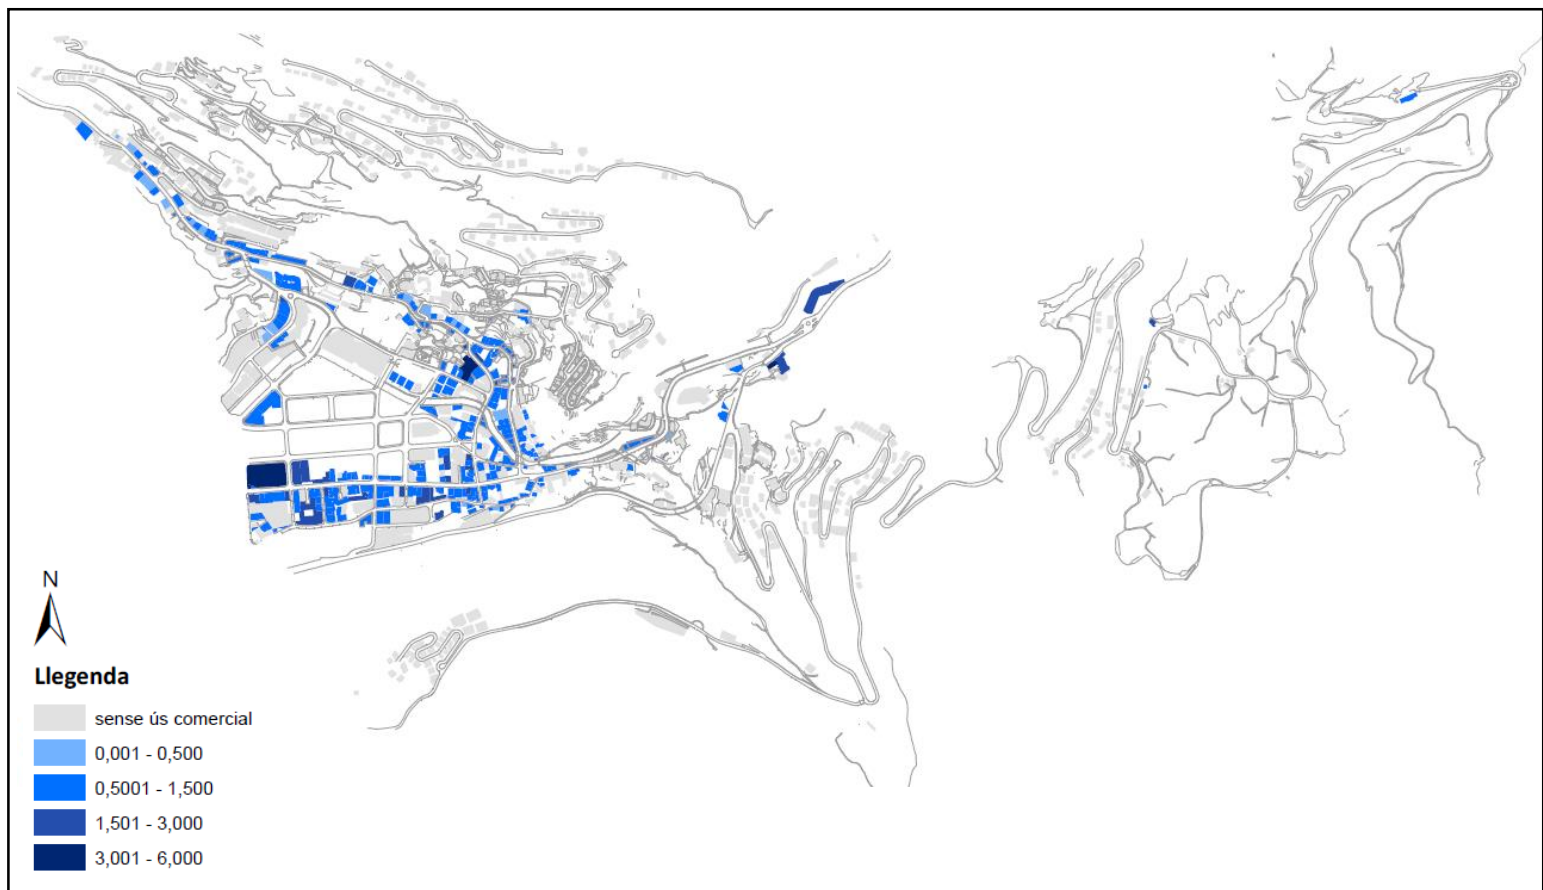 N
Llegenda
sense ús comercial
0,001 - 0,500
0,5001 - 1,500
1,501 - 3,000
3,001 - 6,000